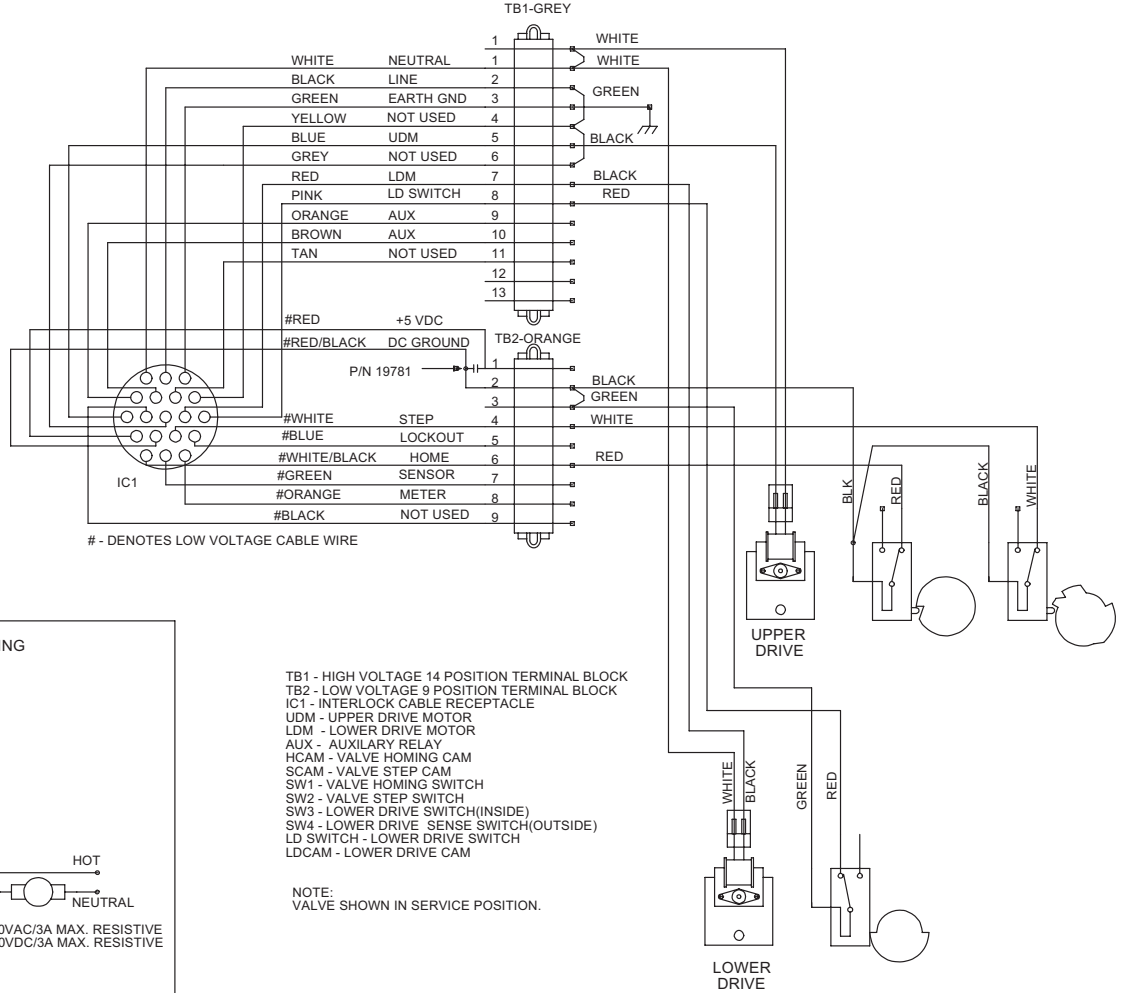 TB1-GREY
1 WHITE
WHITE NEUTRAL 1 WHITE
BLACK LINE 2
GREEN EARTH GND 3 GREEN
YELLOW NOT USED 4
BLUE UDM 5 BLACK
GREY NOT USED 6
RED LDM 7 BLACK
PINK LD SWITCH 8 RED
ORANGE AUX 9
BROWN AUX 10
TAN NOT USED 11
12
13
#RED +5 VDC
#RED/BLACK DC GROUND TB2-ORANGE
P/N 19781 1
2 BLACK
3 GREEN
#WHITE STEP 4 WHITE
#BLUE LOCKOUT 5
#WHITE/BLACK HOME 6 RED
#GREEN SENSOR 7
#ORANGE METER 8
#BLACK NOT USED 9
IC1
# - DENOTES LOW VOLTAGE CABLE WIRE
BLK
RED
BLACK
WHITE
UPPER
DRIVE
NG
TB1 - HIGH VOLTAGE 14 POSITION TERMINAL BLOCK
TB2 - LOW VOLTAGE 9 POSITION TERMINAL BLOCK
IC1 - INTERLOCK CABLE RECEPTACLE
UDM - UPPER DRIVE MOTOR
LDM - LOWER DRIVE MOTOR
AUX - AUXILARY RELAY
HCAM - VALVE HOMING CAM
SCAM - VALVE STEP CAM
SW1 - VALVE HOMING SWITCH
SW2 - VALVE STEP SWITCH
SW3 - LOWER DRIVE SWITCH(INSIDE)
SW4 - LOWER DRIVE SENSE SWITCH(OUTSIDE)
LD SWITCH - LOWER DRIVE SWITCH
LDCAM - LOWER DRIVE CAM
NOTE:
VALVE SHOWN IN SERVICE POSITION.
HOT
NEUTRAL
0VAC/3A MAX. RESISTIVE
0VDC/3A MAX. RESISTIVE
WHITE
BLACK
GREEN
RED
LOWER
DRIVE